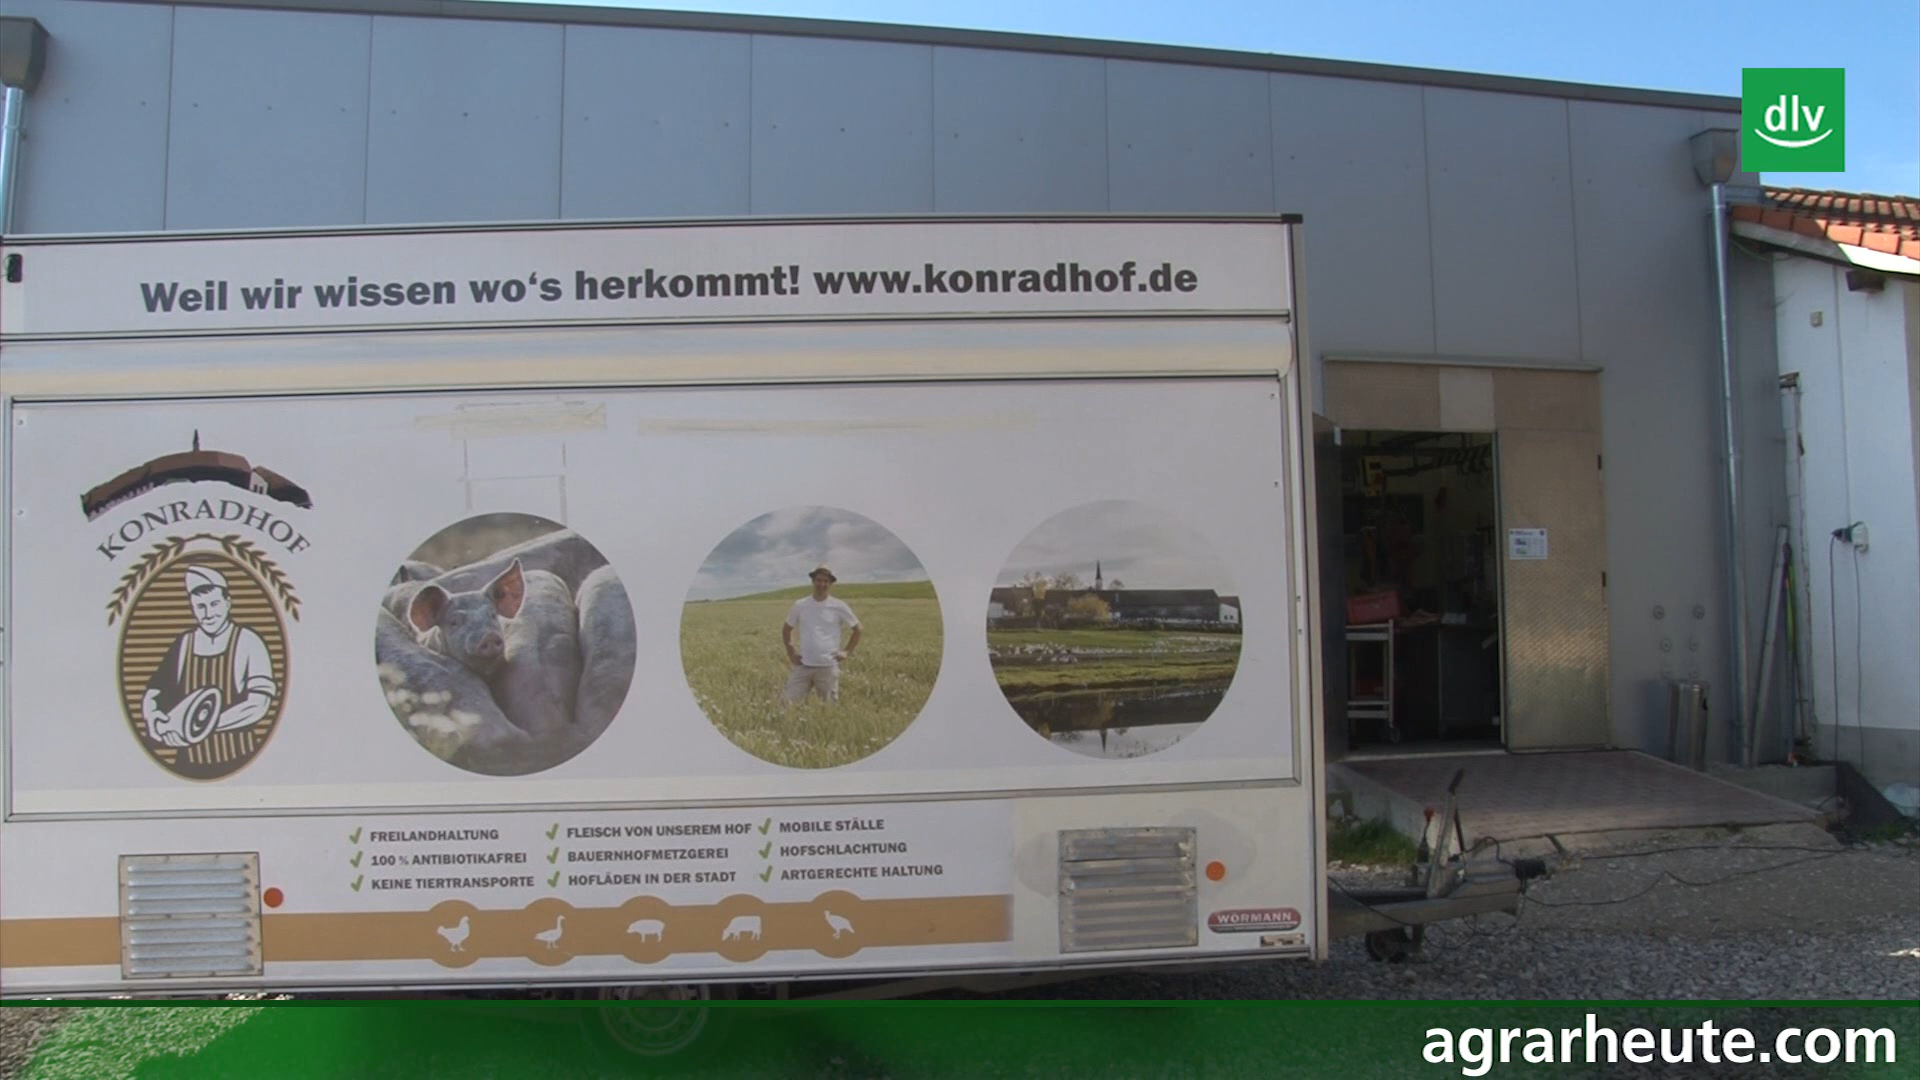 dlv
Weil wir wissen wo‘s herkommt! www.konradhof.de
KONRADHOF
FREILANDHALTUNG
100 % ANTIBIOTIKAFREI
KEINE TIERTRANSPORTE
FLEISCH VON UNSEREM HOF
BAUERNHOFMETZGEREI
HOFLÄDEN IN DER STADT
MOBILE STÄLLE
HOFSCHLACHTUNG
ARTGERECHTE HALTUNG
WÖRMANN
agrarheute.com